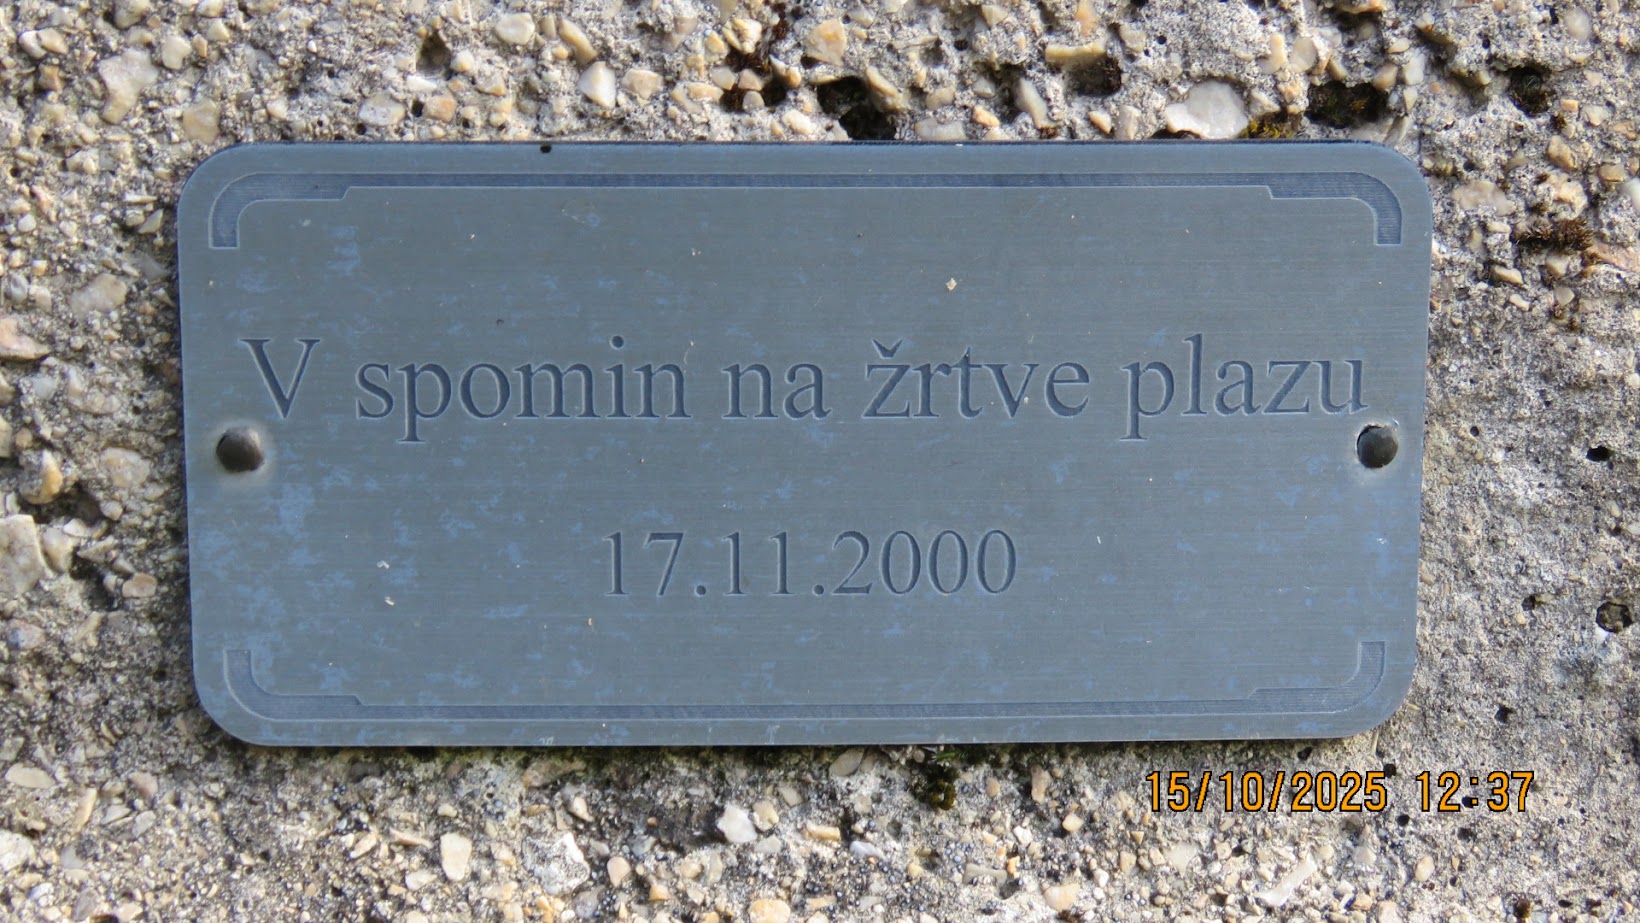 V spomin na žrtve plazu
17.11.2000
15/10/2025 12:37